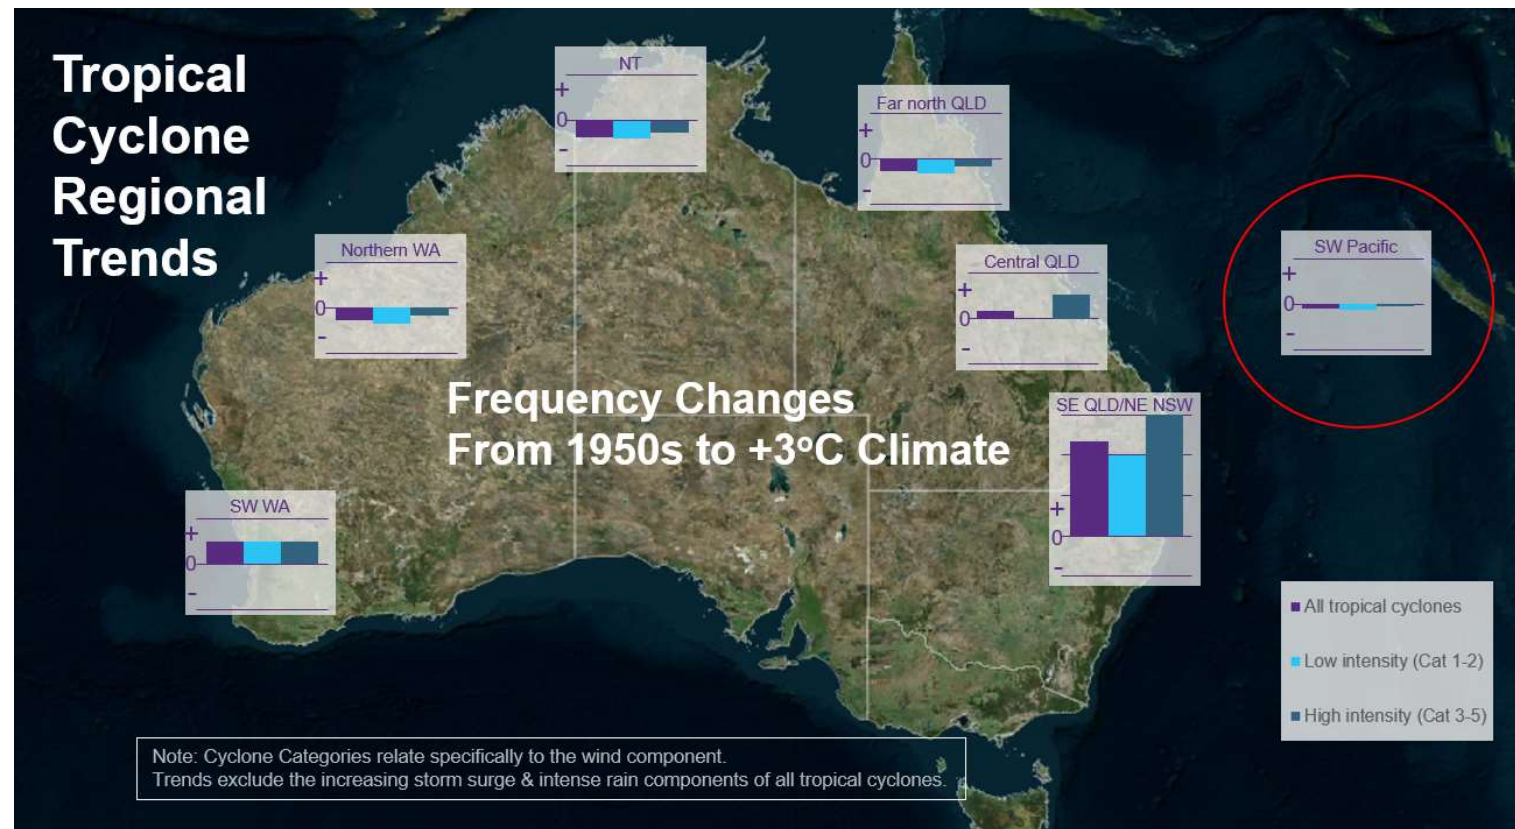 Tropical
Cyclone
Regional
Trends
NT
+
0
-
Far north QLD
+
0
-
Northern WA
+
0
-
Central QLD
+
0
-
SW Pacific
+
0
-
Frequency Changes
From 1950s to +3°C Climate
SE QLD/NE NSW
+
0
-
SW WA
+
0
-
All tropical cyclones
Low intensity (Cat 1-2)
High intensity (Cat 3-5)
Note: Cyclone Categories relate specifically to the wind component.
Trends exclude the increasing storm surge & intense rain components of all tropical cyclones.